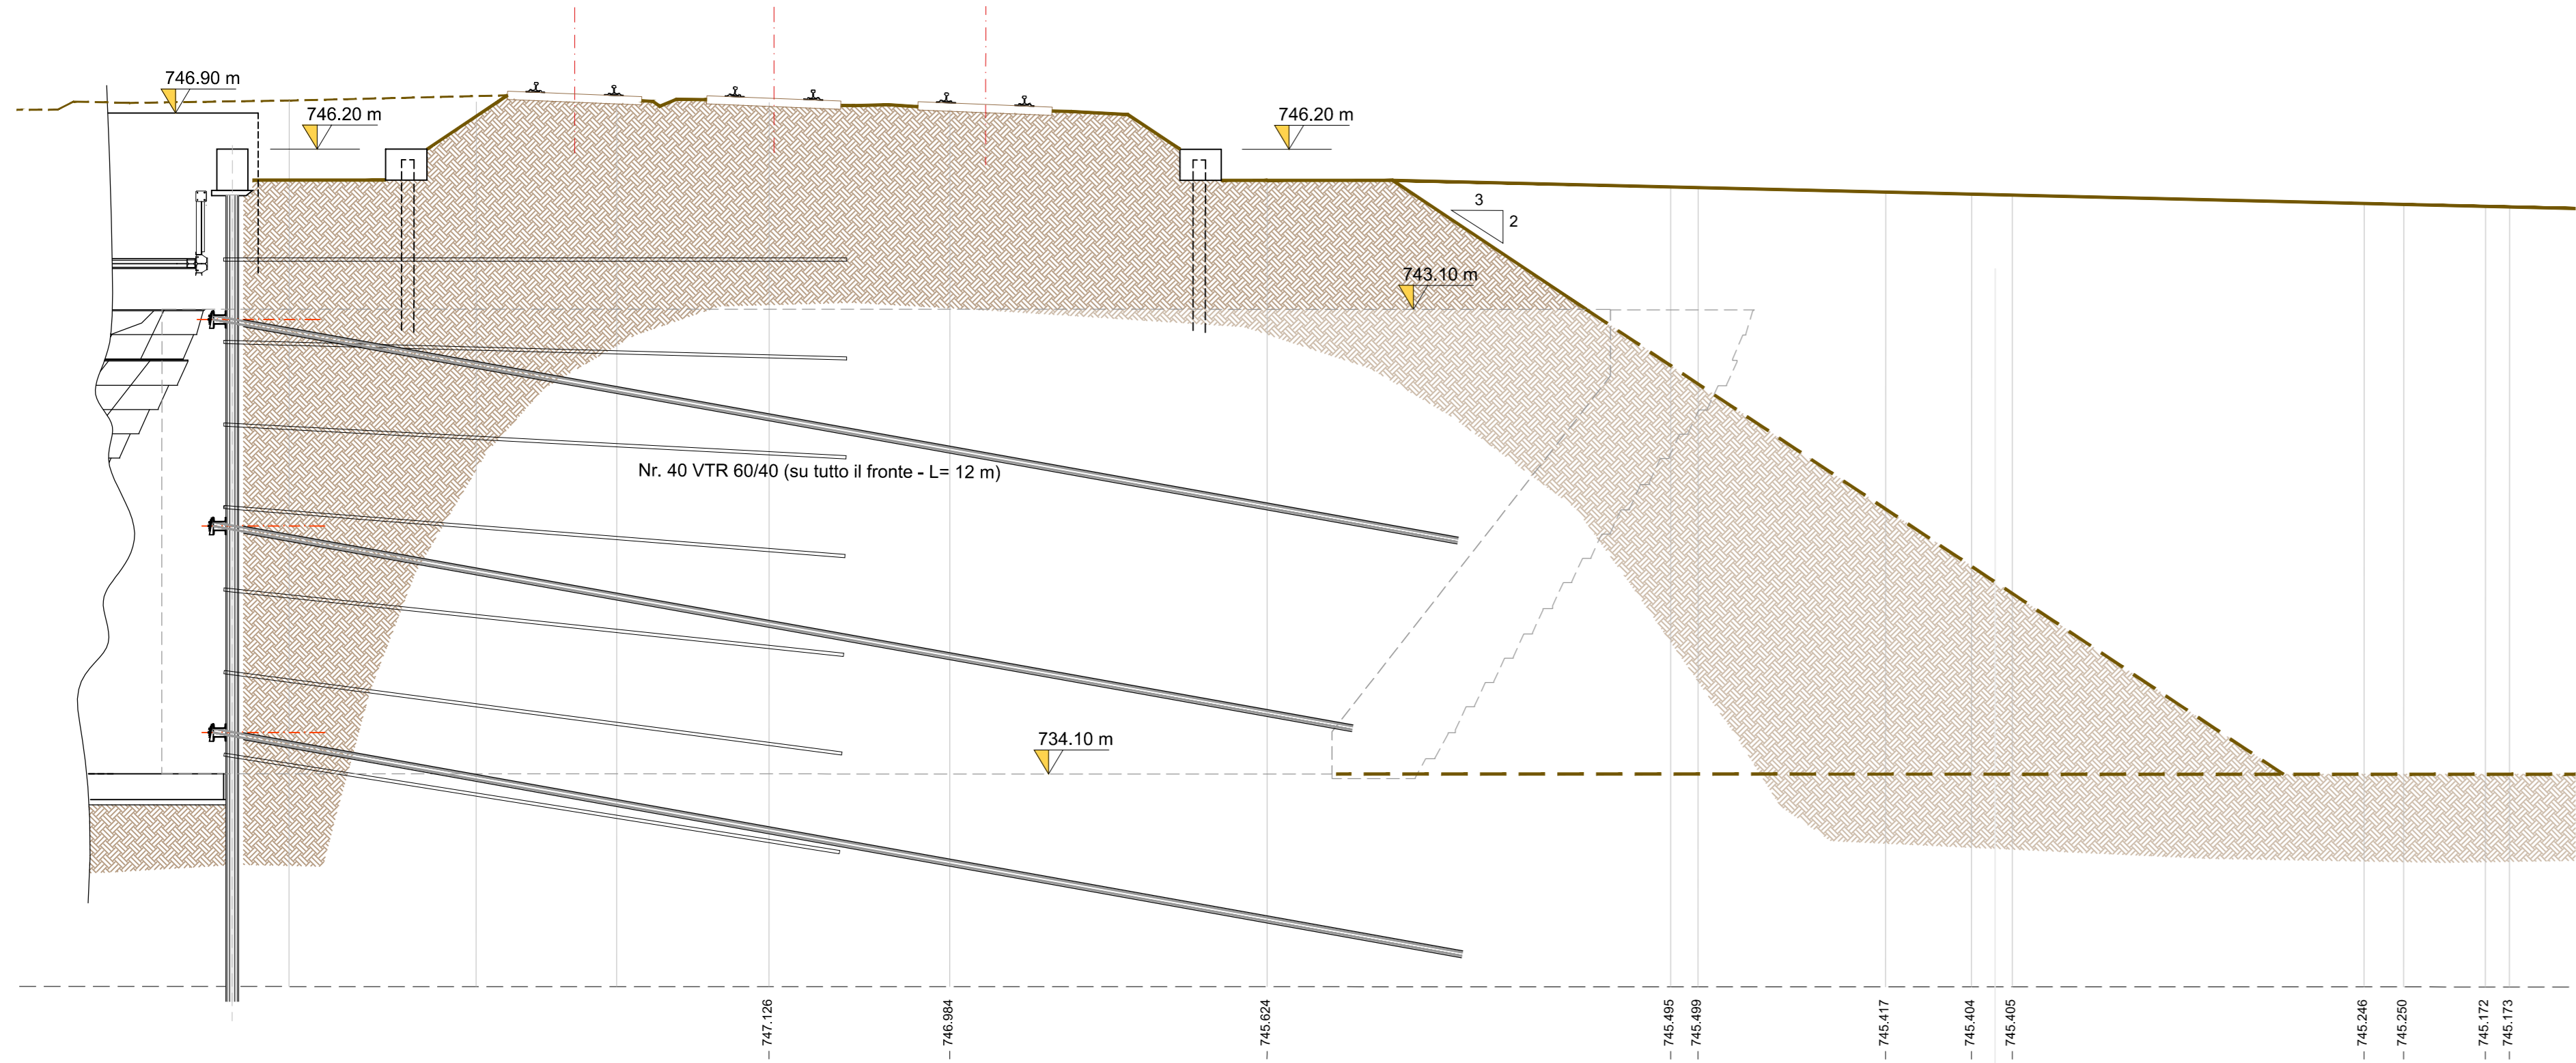 746.90 m
746.20 m
746.20 m
3
2
743.10 m
Nr. 40 VTR 60/40 (su tutto il fronte - L= 12 m)
734.10 m
747.126
746.984
745.624
745.495
745.499
745.417
745.404
745.405
745.246
745.250
745.172
745.173